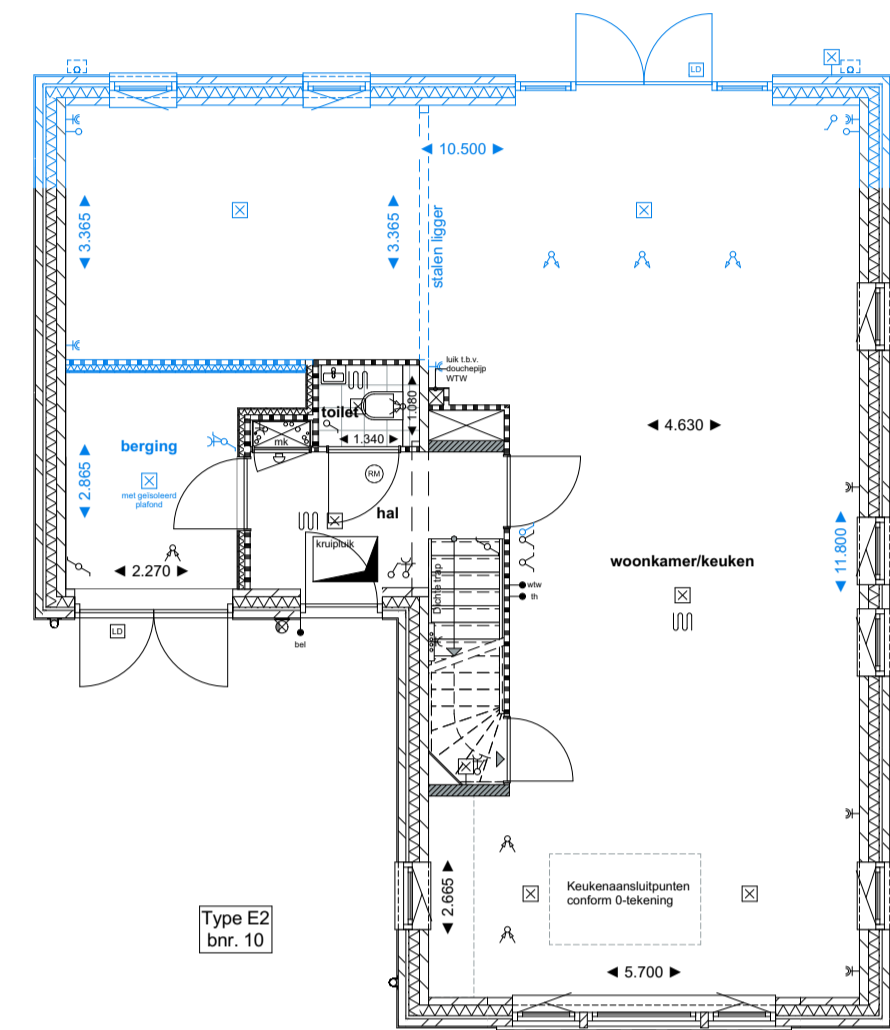 LD
10.500
3.365
3.365
stalen ligger
luik t.b.v.
douchepijp
WTW
toilet
1.080
1.340
mk
4.630
berging
2.865
met geïsoleerd
plafond
RM
hal
kruipluik
2.270
Dichte trap
wtw
th
woonkamer/keuken
11.800
LD
bel
2.665
Keukenaansluitpunten
conform 0-tekening
Type E2
bnr. 10
5.700